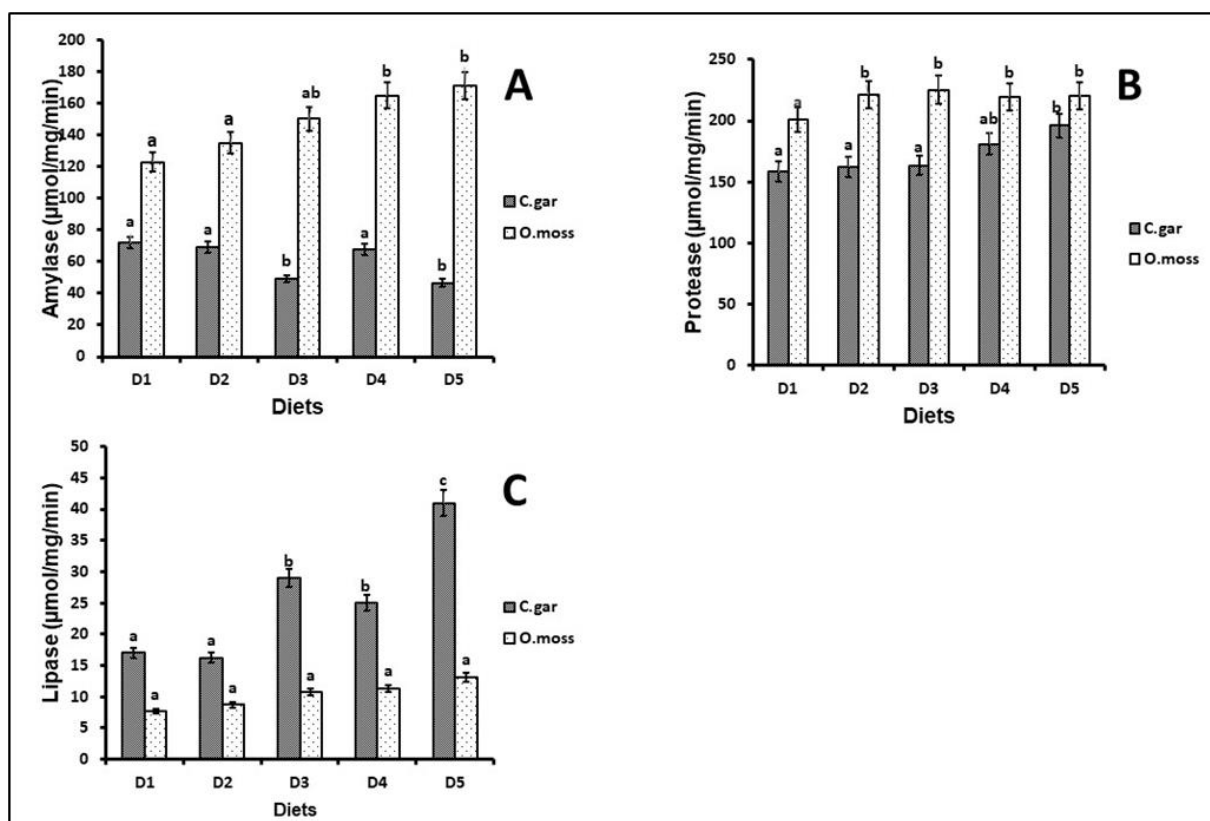 A
Amylase (µmol/mg/min)
200
180
160
140
120
100
80
60
40
20
0
a a b a b
a a ab b b
D1 D2 D3 D4 D5
Diets
C.gar
O.moss
B
Protease (µmol/mg/min)
250
200
150
100
50
0
a a a ab b
a b b b b
D1 D2 D3 D4 D5
Diets
C.gar
O.moss
C
Lipase (µmol/mg/min)
50
45
40
35
30
25
20
15
10
5
0
a a b b c
a a a a a
D1 D2 D3 D4 D5
Diets
C.gar
O.moss